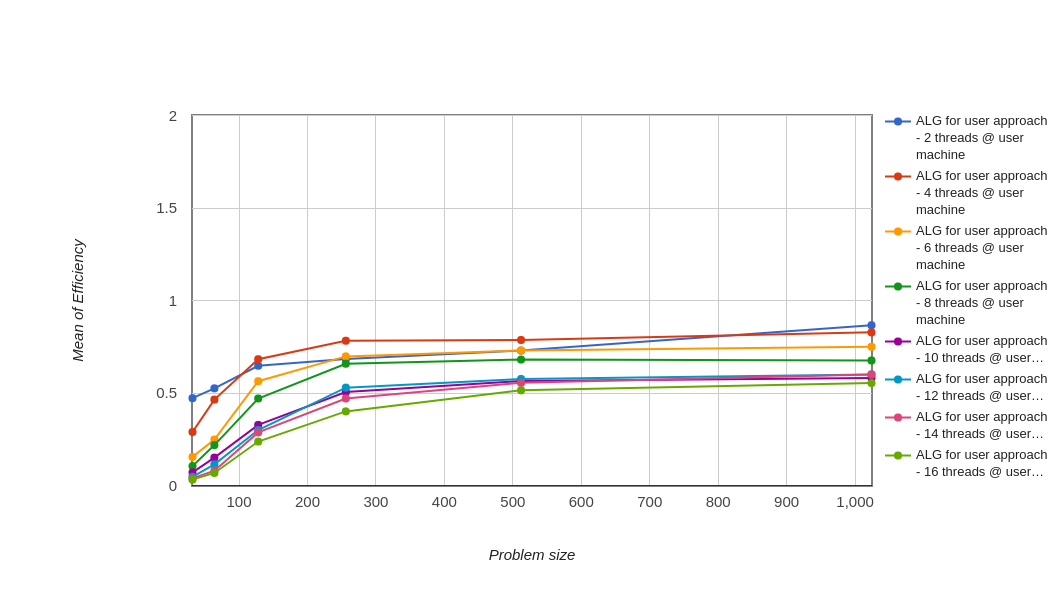 2
1.5
1
0.5
0
Mean of Efficiency
100 200 300 400 500 600 700 800 900 1,000
Problem size
ALG for user approach
- 2 threads @ user
machine
ALG for user approach
- 4 threads @ user
machine
ALG for user approach
- 6 threads @ user
machine
ALG for user approach
- 8 threads @ user
machine
ALG for user approach
- 10 threads @ user…
ALG for user approach
- 12 threads @ user…
ALG for user approach
- 14 threads @ user…
ALG for user approach
- 16 threads @ user…